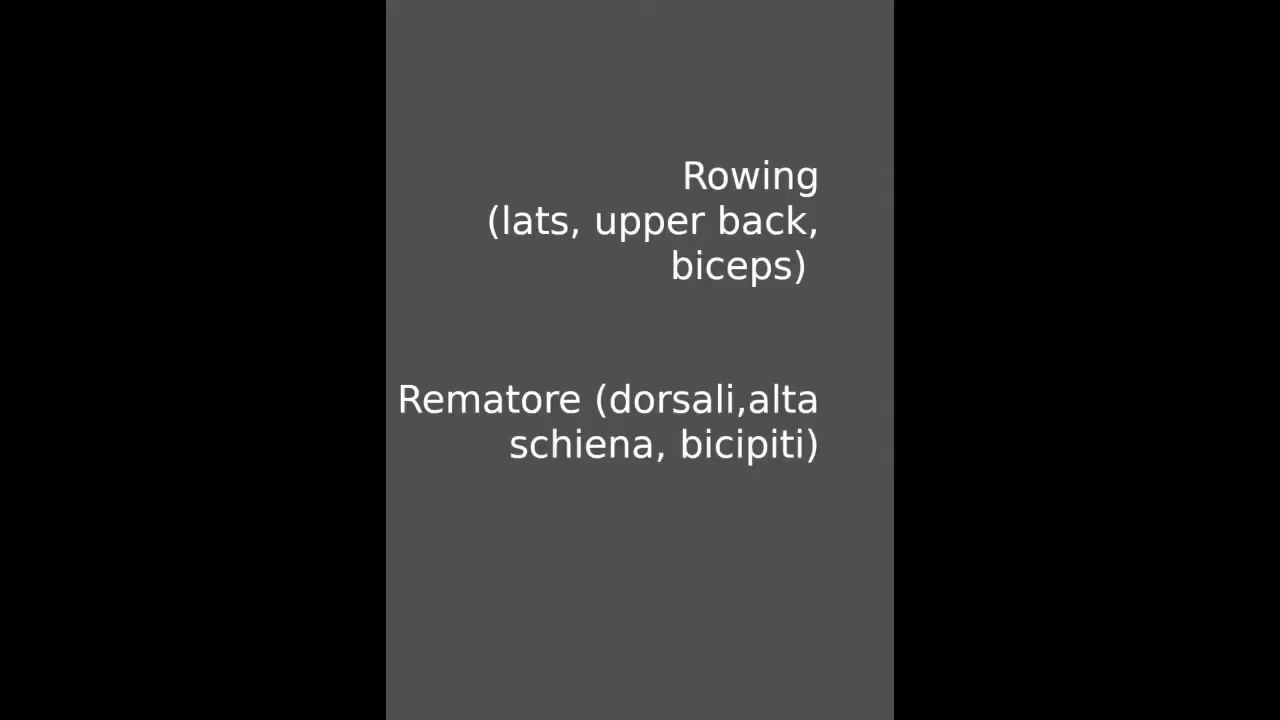 Rowing
(lats, upper back,
biceps)
Rematore (dorsali,alta
schiena, bicipiti)